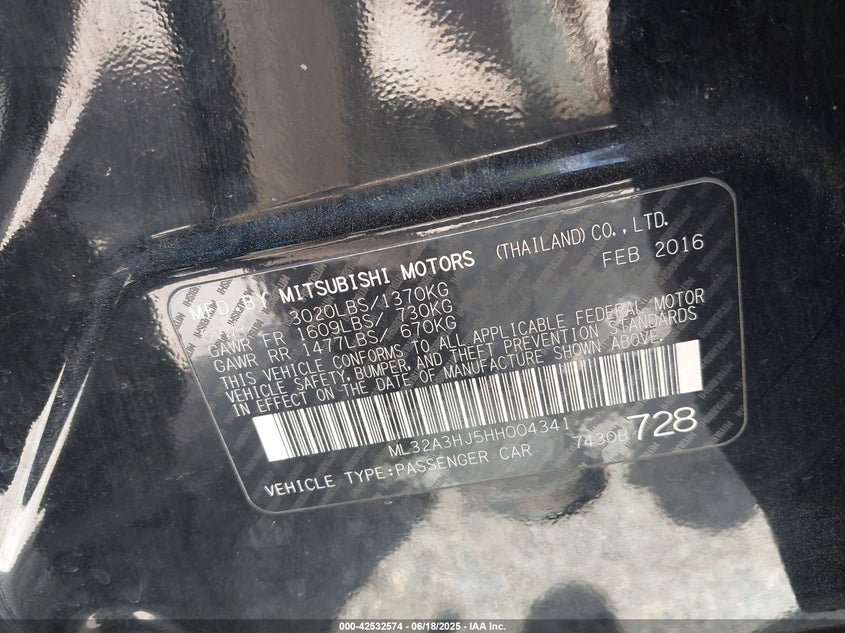 MFD BY MITSUBISHI MOTORS (THAILAND) CO., LTD.
FEB 2016
3020LBS/1370KG
GAWR FR 1609LBS/ 730KG
GAWR RR 1477LBS/ 670KG
THIS VEHICLE CONFORMS TO ALL APPLICABLE FEDERAL MOTOR
VEHICLE SAFETY, BUMPER, AND THEFT PREVENTION STANDARDS
IN EFFECT ON THE DATE OF MANUFACTURE SHOWN ABOVE.
ML32A3HJ5HH004341
7430B 728
VEHICLE TYPE:PASSENGER CAR
000-42532574 / 06/18/2025 - IAA Inc.